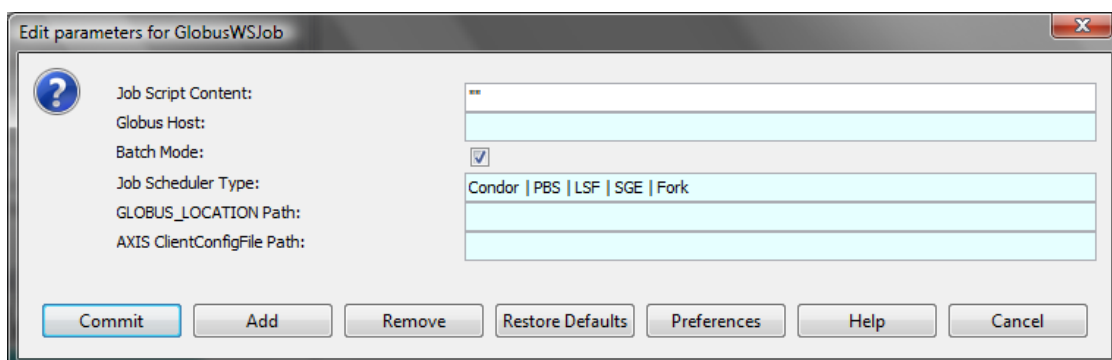 Edit parameters for GlobusWSJob
Job Script Content: ""
Globus Host:
Batch Mode:
Job Scheduler Type: Condor | PBS | LSF | SGE | Fork
GLOBUS_LOCATION Path:
AXIS ClientConfigFile Path:
Commit Add Remove Restore Defaults Preferences Help Cancel